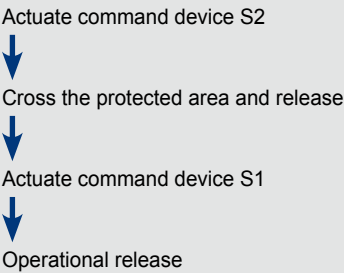 Actuate command device S2
Cross the protected area and release
Actuate command device S1
Operational release